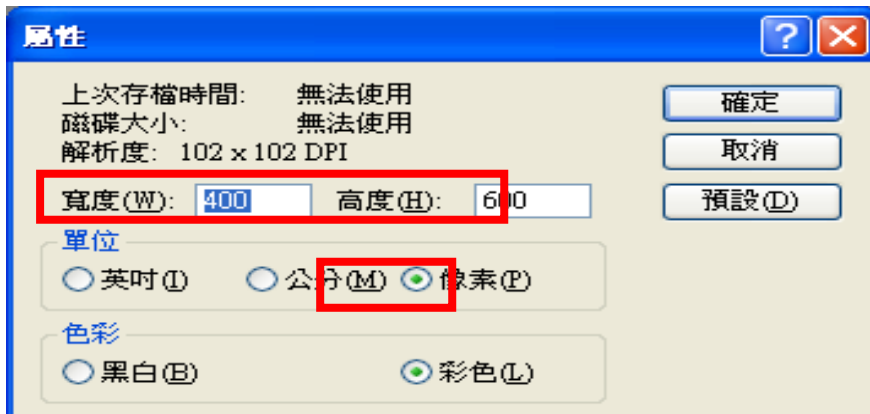 屬性
上次存檔時間: 無法使用
磁碟大小: 無法使用
解析度: 102 x 102 DPI
寬度(W): 400 高度(H): 600
單位
英吋(I) 公分(M) 像素(P)
色彩
黑白(B) 彩色(L)
確定
取消
預設(D)